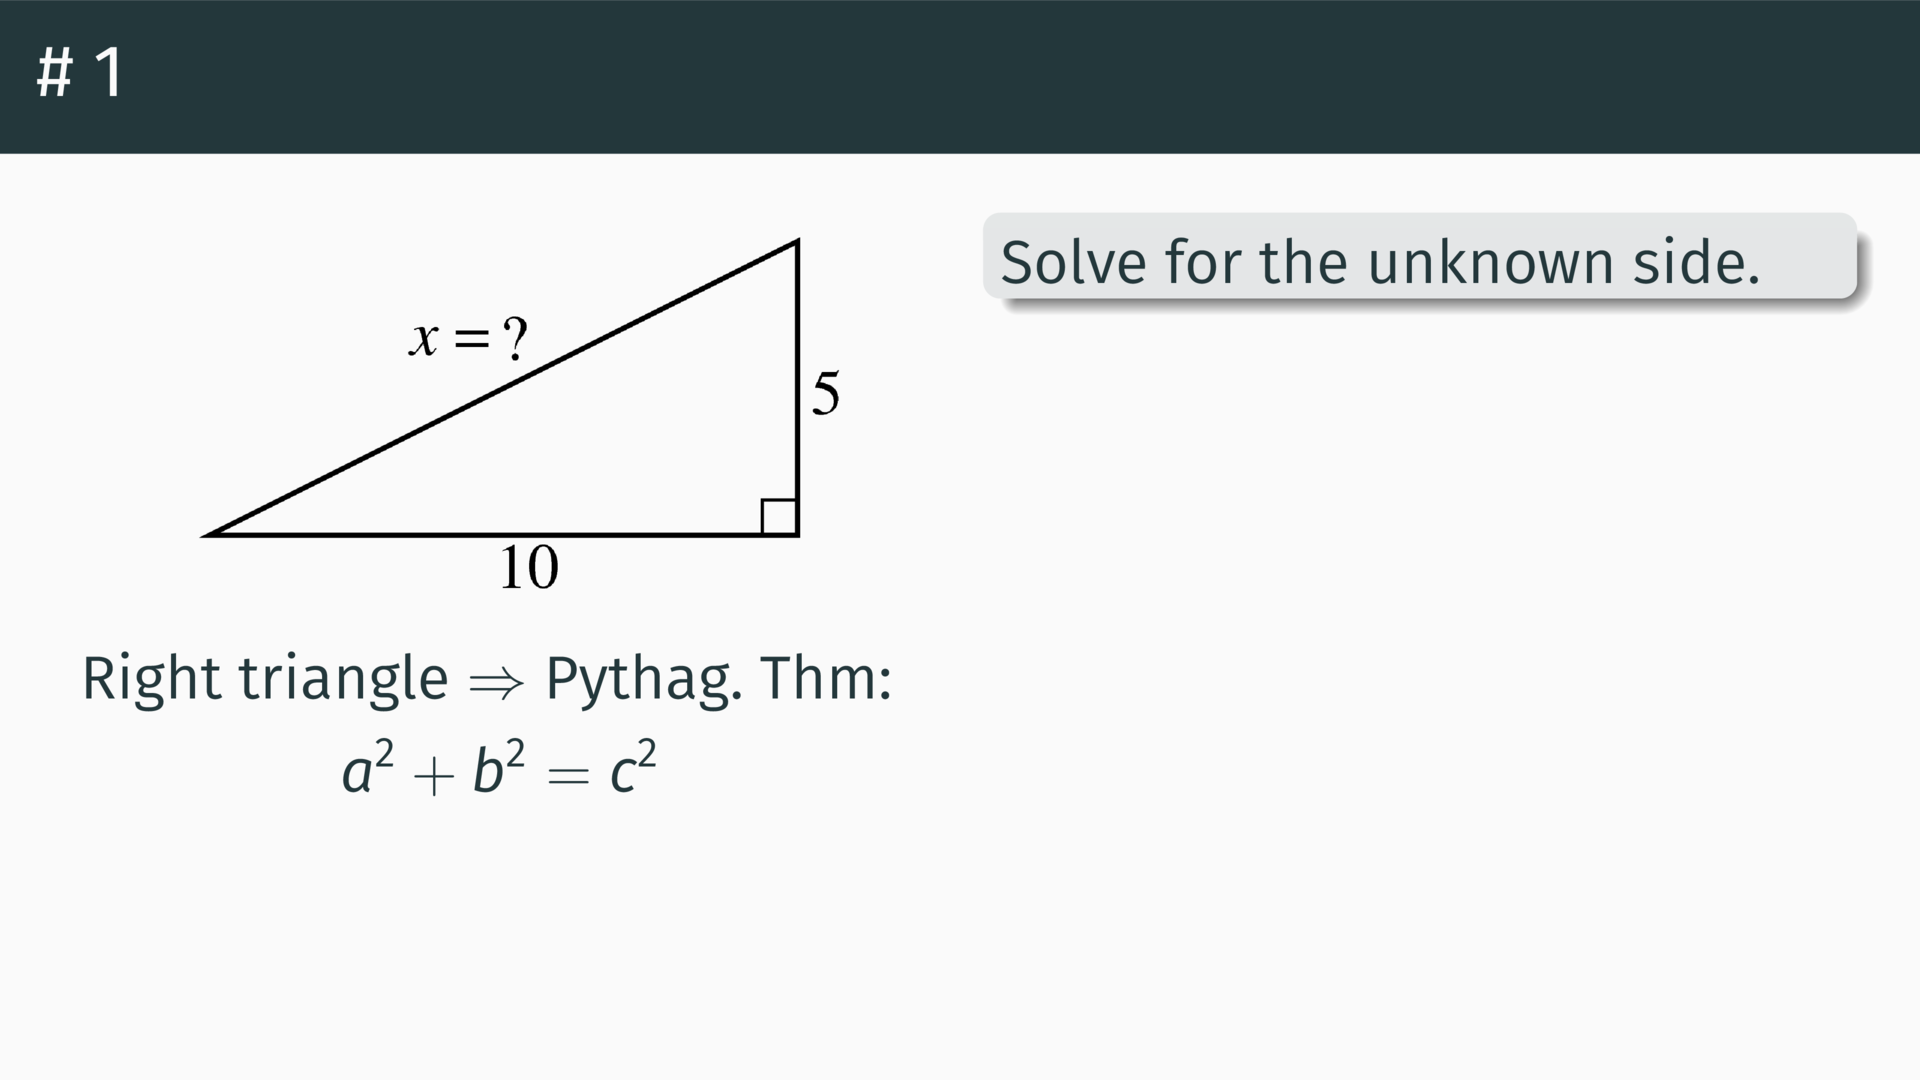 # 1
Solve for the unknown side.
x = ?
5
10
Right triangle ⇒ Pythag. Thm:
a² + b² = c²